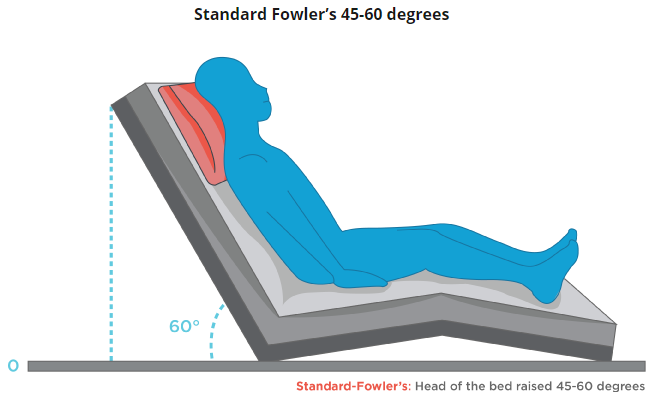 Standard Fowler’s 45-60 degrees
60°
0
Standard-Fowler’s: Head of the bed raised 45-60 degrees